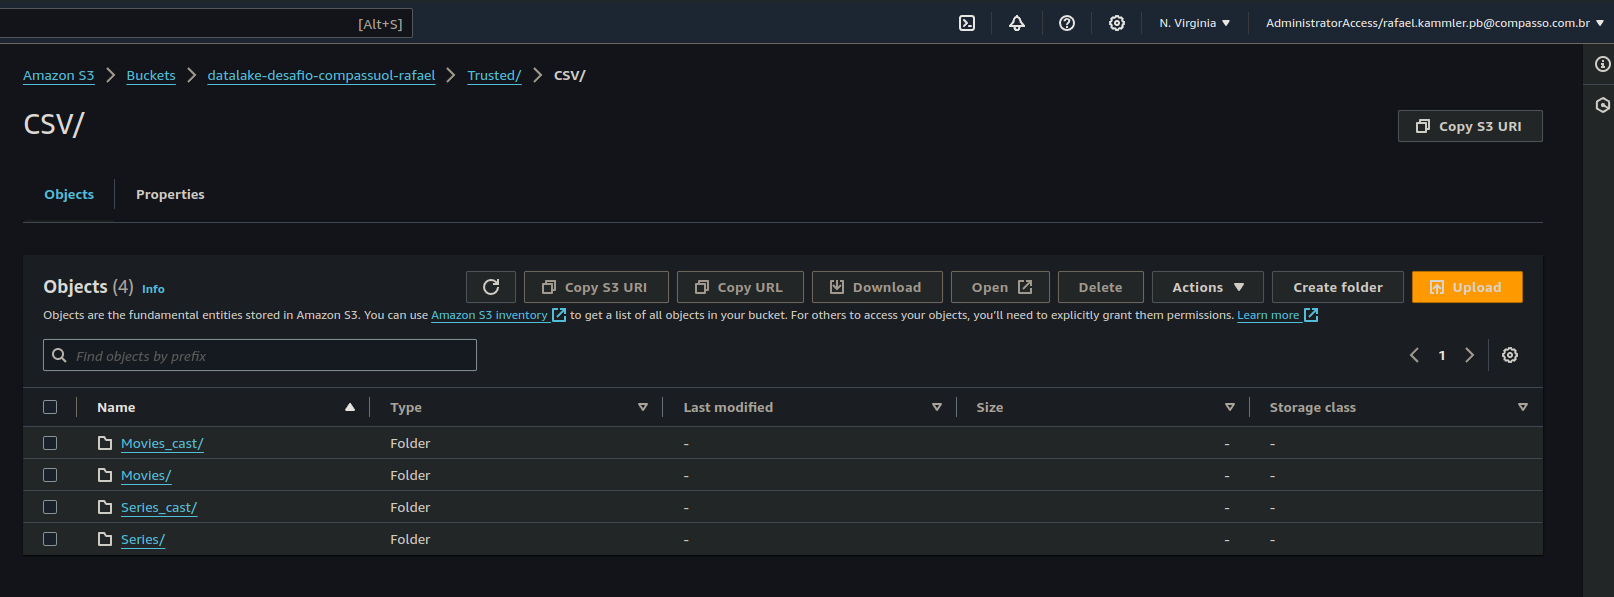 [Alt+S] N. Virginia AdministratorAccess/rafael.kammler.pb@compasso.com.br
Amazon S3 Buckets datalake-desafio-compassuol-rafael Trusted/ CSV/
CSV/
Copy S3 URI
Objects Properties
Objects (4) Info Copy S3 URI Copy URL Download Open Delete Actions Create folder Upload
Objects are the fundamental entities stored in Amazon S3. You can use Amazon S3 inventory to get a list of all objects in your bucket. For others to access your objects, you'll need to explicitly grant them permissions. Learn more
Find objects by prefix 1
Name Type Last modified Size Storage class
Movies_cast/ Folder - - -
Movies/ Folder - - -
Series_cast/ Folder - - -
Series/ Folder - - -